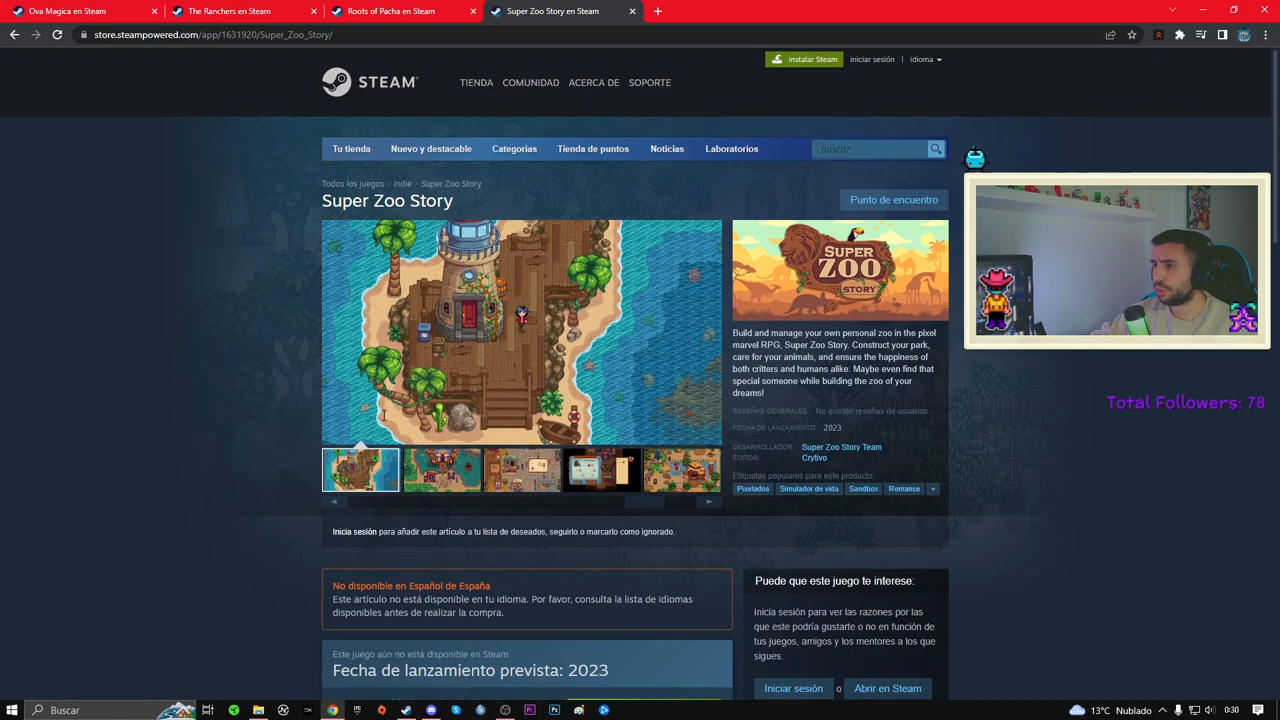 Ova Magica en Steam
The Ranchers en Steam
Roots of Pacha en Steam
Super Zoo Story en Steam
store.steampowered.com/app/1631920/Super_Zoo_Story/
Instalar Steam
iniciar sesión | idioma
STEAM
TIENDA COMUNIDAD ACERCA DE SOPORTE
Tu tienda Nuevo y destacable Categorías Tienda de puntos Noticias Laboratorios buscar
Todos los juegos > Indie > Super Zoo Story
Super Zoo Story
Punto de encuentro
SUPER
ZOO
STORY
Build and manage your own personal zoo in the pixel
marvel RPG, Super Zoo Story. Construct your park,
care for your animals, and ensure the happiness of
both critters and humans alike. Maybe even find that
special someone while building the zoo of your
dreams!
RESEÑAS GENERALES: No existen reseñas de usuarios
FECHA DE LANZAMIENTO: 2023
DESARROLLADOR: Super Zoo Story Team
EDITOR: Crytivo
Etiquetas populares para este producto:
Pixelados Simulador de vida Sandbox Romance +
Total Followers: 78
Inicia sesión para añadir este artículo a tu lista de deseados, seguirlo o marcarlo como ignorado.
No disponible en Español de España
Este artículo no está disponible en tu idioma. Por favor, consulta la lista de idiomas
disponibles antes de realizar la compra.
Puede que este juego te interese:
Inicia sesión para ver las razones por las
que este podría gustarte o no en función de
tus juegos, amigos y los mentores a los que
sigues.
Iniciar sesión o Abrir en Steam
Este juego aún no está disponible en Steam
Fecha de lanzamiento prevista: 2023
Buscar
13°C Nublado
0:30